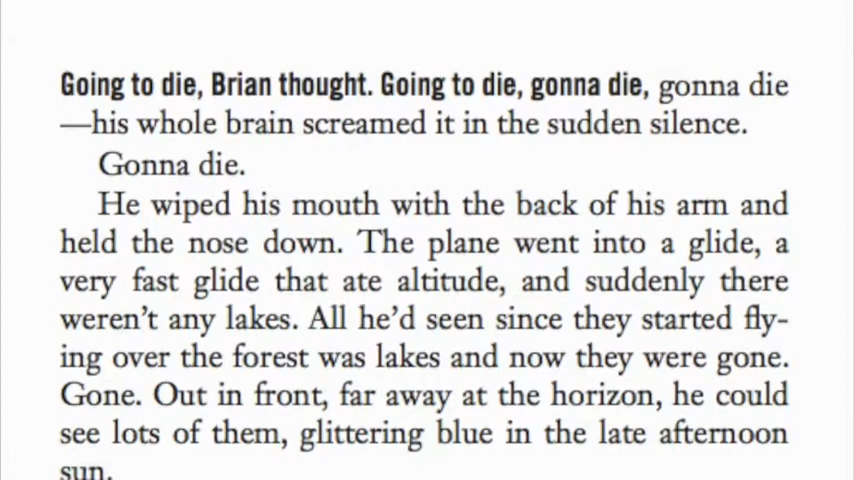 Going to die, Brian thought. Going to die, gonna die, gonna die
—his whole brain screamed it in the sudden silence.
Gonna die.
He wiped his mouth with the back of his arm and
held the nose down. The plane went into a glide, a
very fast glide that ate altitude, and suddenly there
weren't any lakes. All he'd seen since they started fly-
ing over the forest was lakes and now they were gone.
Gone. Out in front, far away at the horizon, he could
see lots of them, glittering blue in the late afternoon
sun.